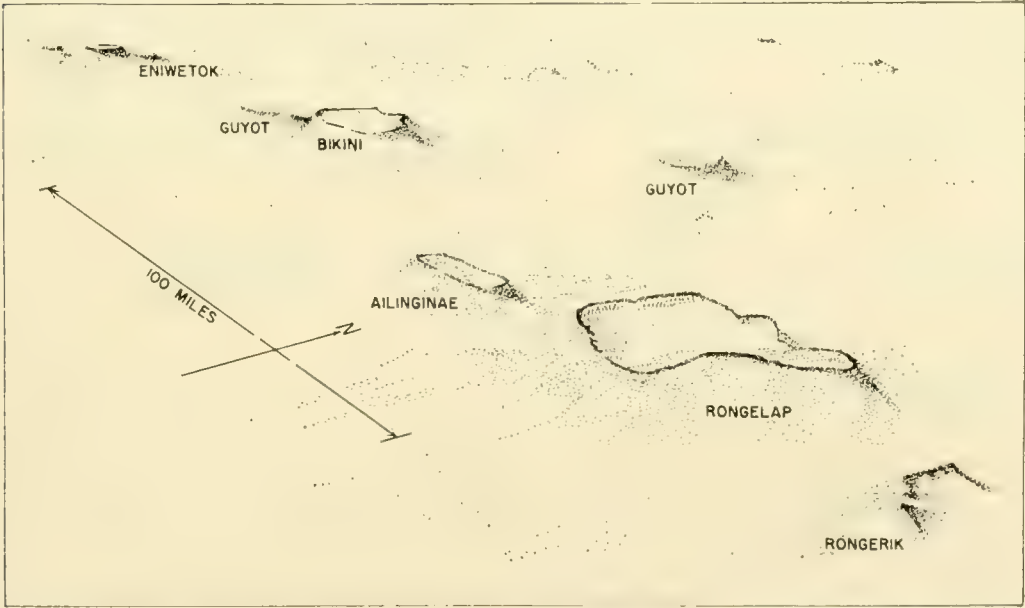 ENIWETOK
GUYOT
BIKINI
GUYOT
100 MILES
N
AILINGINAE
RONGELAP
RONGERIK